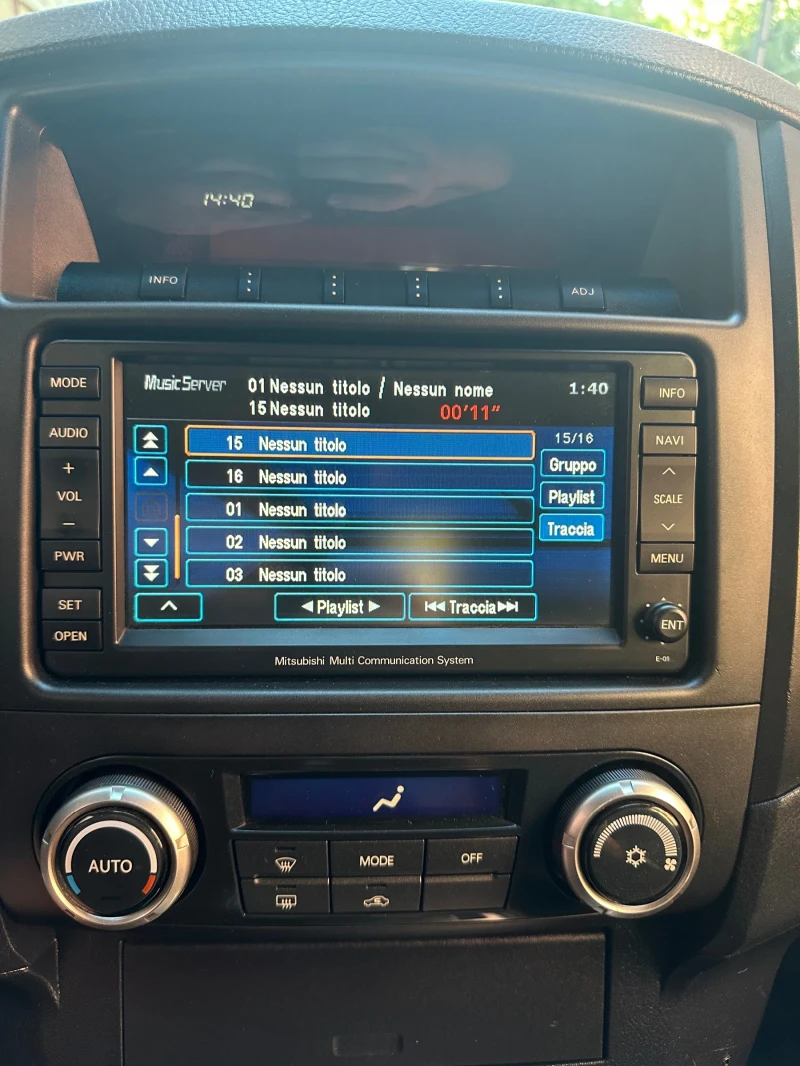 14:40
INFO
ADJ
MODE
AUDIO
+
VOL
−
PWR
SET
OPEN
MusicServer 01 Nessun titolo / Nessun nome 1:40
15 Nessun titolo 00'11"
15 Nessun titolo
16 Nessun titolo
01 Nessun titolo
02 Nessun titolo
03 Nessun titolo
15/16
Gruppo
Playlist
Traccia
◀ Playlist ▶
|◀◀ Traccia ▶▶|
INFO
NAVI
SCALE
MENU
ENT
E-01
Mitsubishi Multi Communication System
AUTO
MODE
OFF